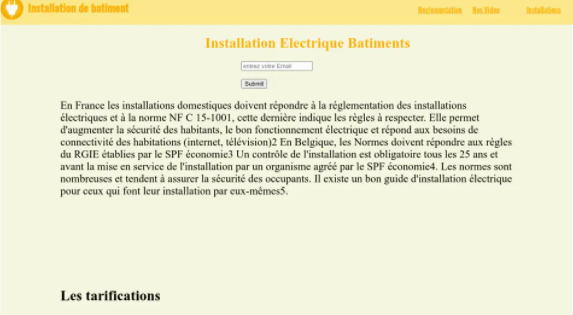 Installation de batiment
Reglementation Nos Video Installations
Installation Electrique Batiments
entrez votre Email
Submit
En France les installations domestiques doivent répondre à la réglementation des installations
électriques et à la norme NF C 15-1001, cette dernière indique les règles à respecter. Elle permet
d'augmenter la sécurité des habitants, le bon fonctionnement électrique et répond aux besoins de
connectivité des habitations (internet, télévision)2 En Belgique, les Normes doivent répondre aux règles
du RGIE établies par le SPF économie3 Un contrôle de l'installation est obligatoire tous les 25 ans et
avant la mise en service de l'installation par un organisme agréé par le SPF économie4. Les normes sont
nombreuses et tendent à assurer la sécurité des occupants. Il existe un bon guide d'installation électrique
pour ceux qui font leur installation par eux-mêmes5.
Les tarifications